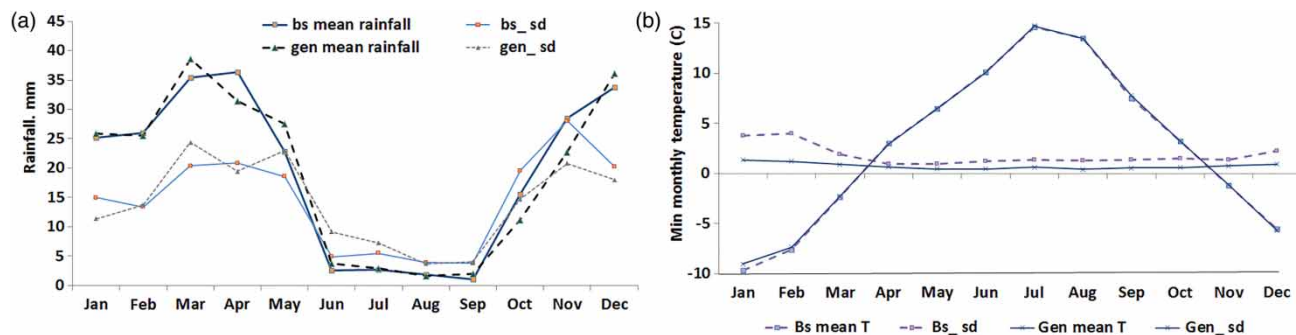 (a)
bs mean rainfall
bs_ sd
gen mean rainfall
gen_ sd
Rainfall. mm
45
40
35
30
25
20
15
10
5
0
Jan Feb Mar Apr May Jun Jul Aug Sep Oct Nov Dec
(b)
Min monthly temperature (C)
15
10
5
0
-5
-10
Jan Feb Mar Apr May Jun Jul Aug Sep Oct Nov Dec
Bs mean T Bs_ sd Gen mean T Gen_ sd